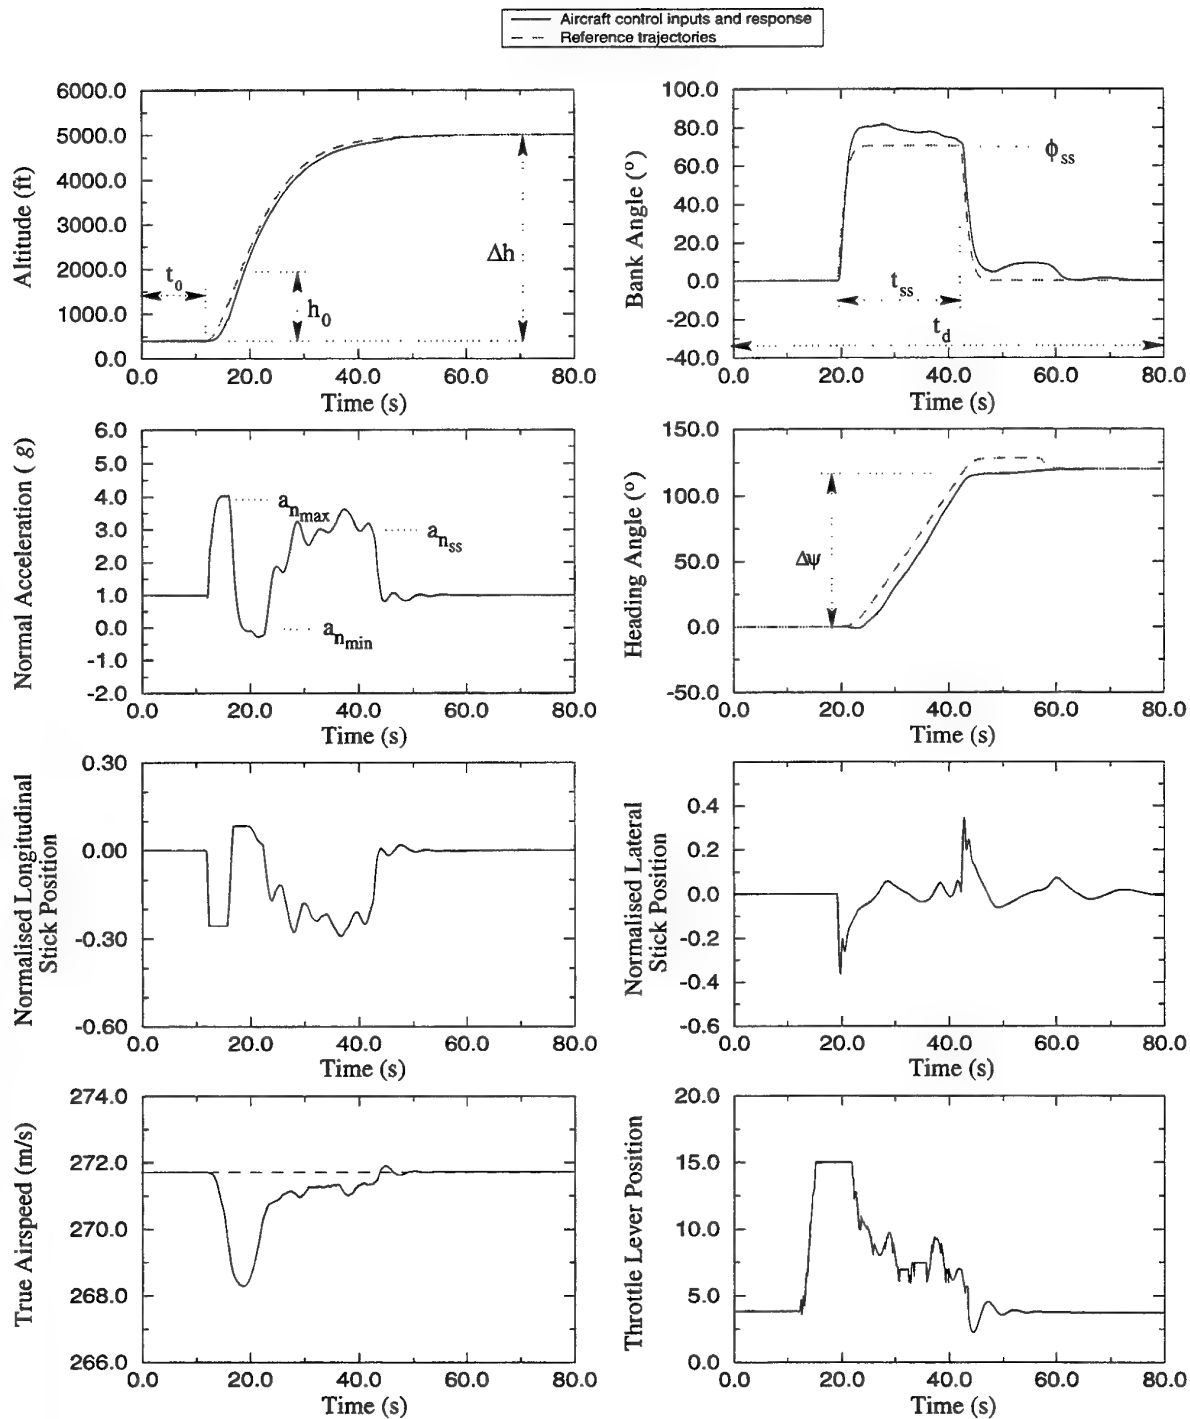 Aircraft control inputs and response
Reference trajectories
Altitude (ft)
6000.0
5000.0
4000.0
3000.0
2000.0
1000.0
0.0
t₀
h₀
Δh
0.0 20.0 40.0 60.0 80.0
Time (s)
Bank Angle (°)
100.0
80.0
60.0
40.0
20.0
0.0
-20.0
-40.0
ϕss
tss
td
0.0 20.0 40.0 60.0 80.0
Time (s)
Normal Acceleration ( g)
6.0
5.0
4.0
3.0
2.0
1.0
0.0
-1.0
-2.0
anmax
anss
anmin
0.0 20.0 40.0 60.0 80.0
Time (s)
Heading Angle (°)
150.0
100.0
50.0
0.0
-50.0
Δψ
0.0 20.0 40.0 60.0 80.0
Time (s)
Normalised Longitudinal
Stick Position
0.30
0.00
-0.30
-0.60
0.0 20.0 40.0 60.0 80.0
Time (s)
Normalised Lateral
Stick Position
0.4
0.2
0.0
-0.2
-0.4
-0.6
0.0 20.0 40.0 60.0 80.0
Time (s)
True Airspeed (m/s)
274.0
272.0
270.0
268.0
266.0
0.0 20.0 40.0 60.0 80.0
Time (s)
Throttle Lever Position
20.0
15.0
10.0
5.0
0.0
0.0 20.0 40.0 60.0 80.0
Time (s)